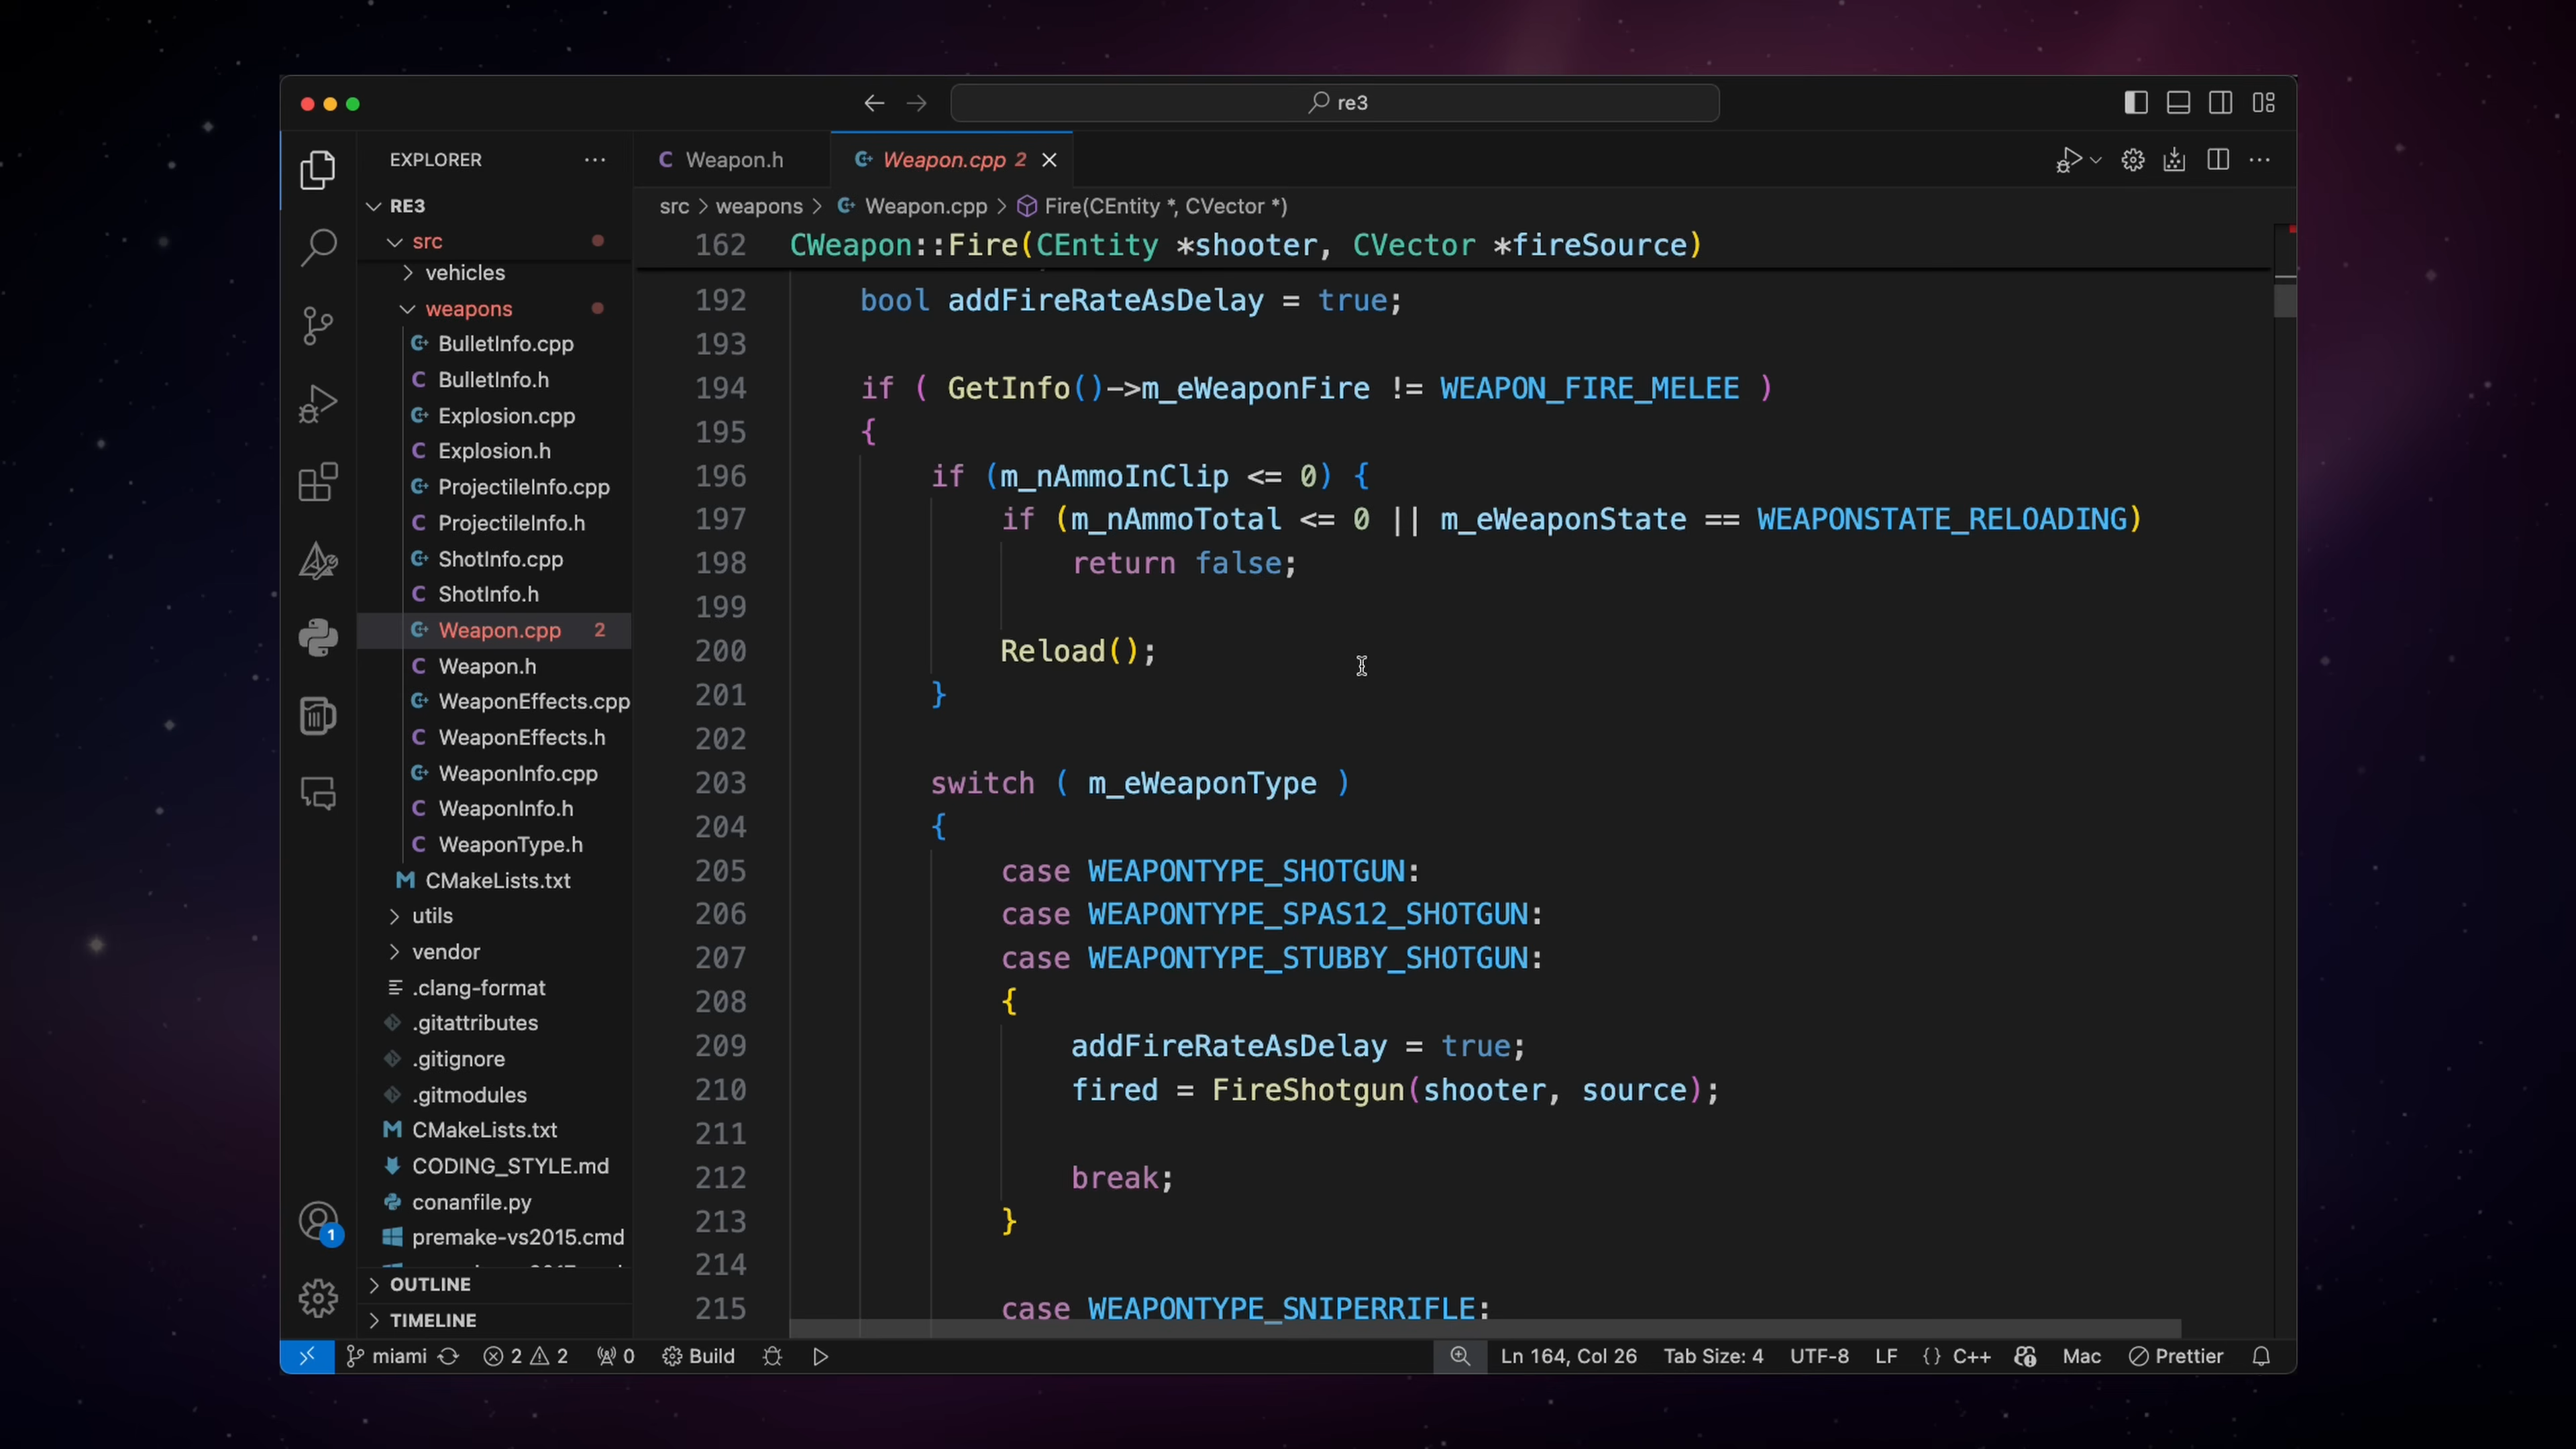 re3
EXPLORER
RE3
src
vehicles
weapons
BulletInfo.cpp
BulletInfo.h
Explosion.cpp
Explosion.h
ProjectileInfo.cpp
ProjectileInfo.h
ShotInfo.cpp
ShotInfo.h
Weapon.cpp 2
Weapon.h
WeaponEffects.cpp
WeaponEffects.h
WeaponInfo.cpp
WeaponInfo.h
WeaponType.h
CMakeLists.txt
utils
vendor
.clang-format
.gitattributes
.gitignore
.gitmodules
CMakeLists.txt
CODING_STYLE.md
conanfile.py
premake-vs2015.cmd
OUTLINE
TIMELINE
1
Weapon.h
Weapon.cpp 2
src > weapons > Weapon.cpp > Fire(CEntity *, CVector *)
162 CWeapon::Fire(CEntity *shooter, CVector *fireSource)
192 bool addFireRateAsDelay = true;
193
194 if ( GetInfo()->m_eWeaponFire != WEAPON_FIRE_MELEE )
195 {
196 if (m_nAmmoInClip <= 0) {
197 if (m_nAmmoTotal <= 0 || m_eWeaponState == WEAPONSTATE_RELOADING)
198 return false;
199
200 Reload();
201 }
202
203 switch ( m_eWeaponType )
204 {
205 case WEAPONTYPE_SHOTGUN:
206 case WEAPONTYPE_SPAS12_SHOTGUN:
207 case WEAPONTYPE_STUBBY_SHOTGUN:
208 {
209 addFireRateAsDelay = true;
210 fired = FireShotgun(shooter, source);
211
212 break;
213 }
214
215 case WEAPONTYPE_SNIPERRIFLE:
miami 2 2 0 Build Ln 164, Col 26 Tab Size: 4 UTF-8 LF {} C++ Mac Prettier